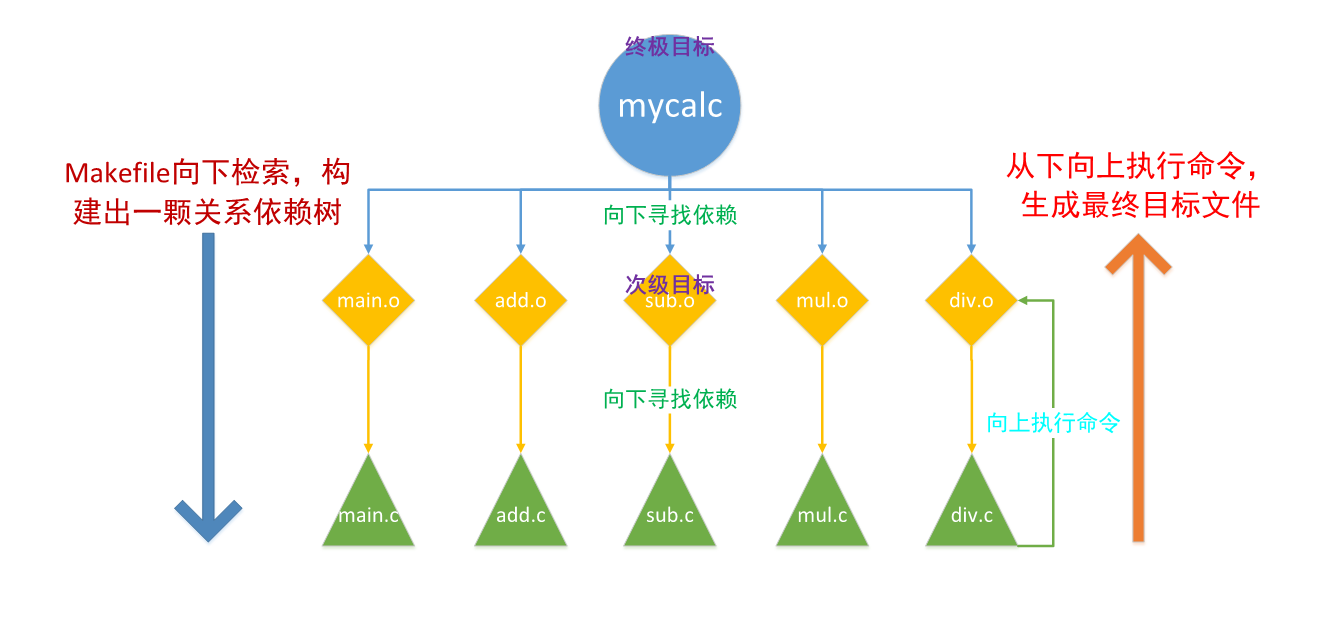 终极目标
mycalc
Makefile向下检索，构
建出一颗关系依赖树
从下向上执行命令，
生成最终目标文件
向下寻找依赖
次级目标
main.o
add.o
sub.o
mul.o
div.o
向下寻找依赖
向上执行命令
main.c
add.c
sub.c
mul.c
div.c